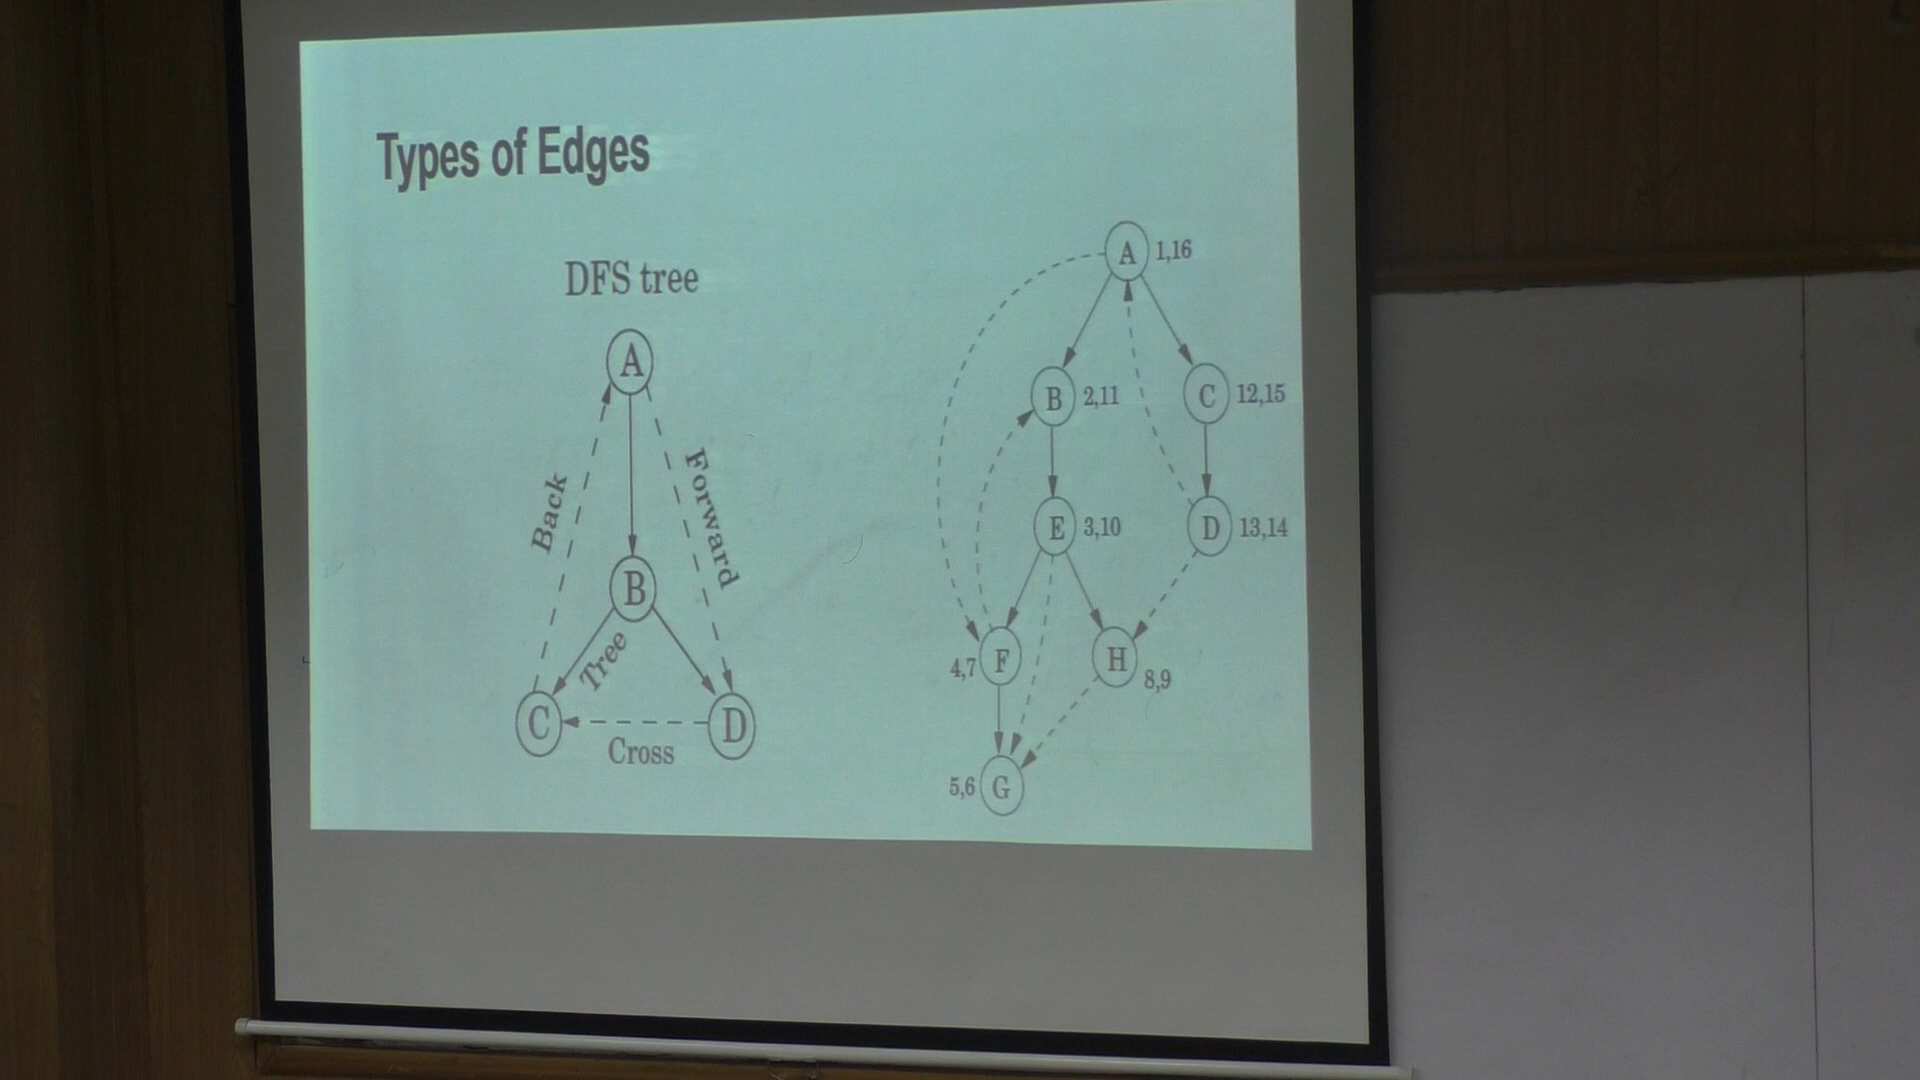 Types of Edges
DFS tree
A
Back
Forward
B
Tree
C
D
Cross
A 1,16
B 2,11
C 12,15
E 3,10
D 13,14
4,7 F
H 8,9
5,6 G